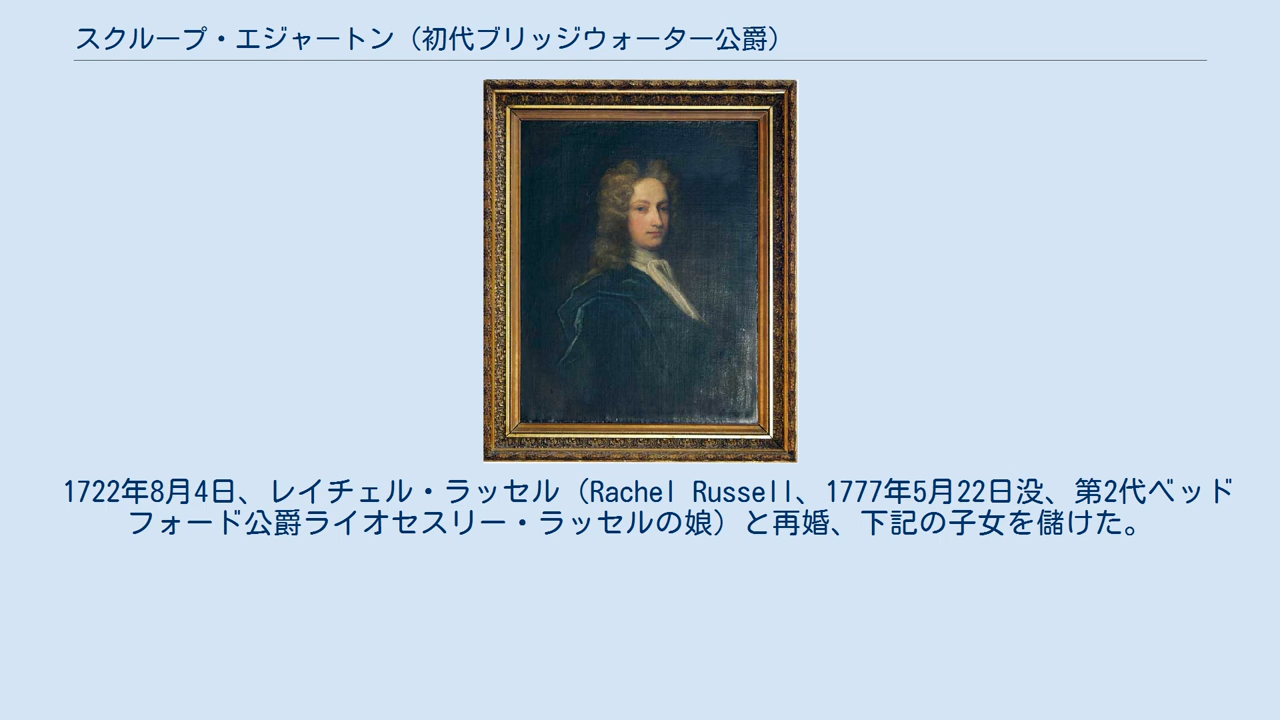 スクループ・エジャートン（初代ブリッジウォーター公爵）
1722年8月4日、レイチェル・ラッセル（Rachel Russell、1777年5月22日没、第2代ベッド
フォード公爵ライオセスリー・ラッセルの娘）と再婚、下記の子女を儲けた。